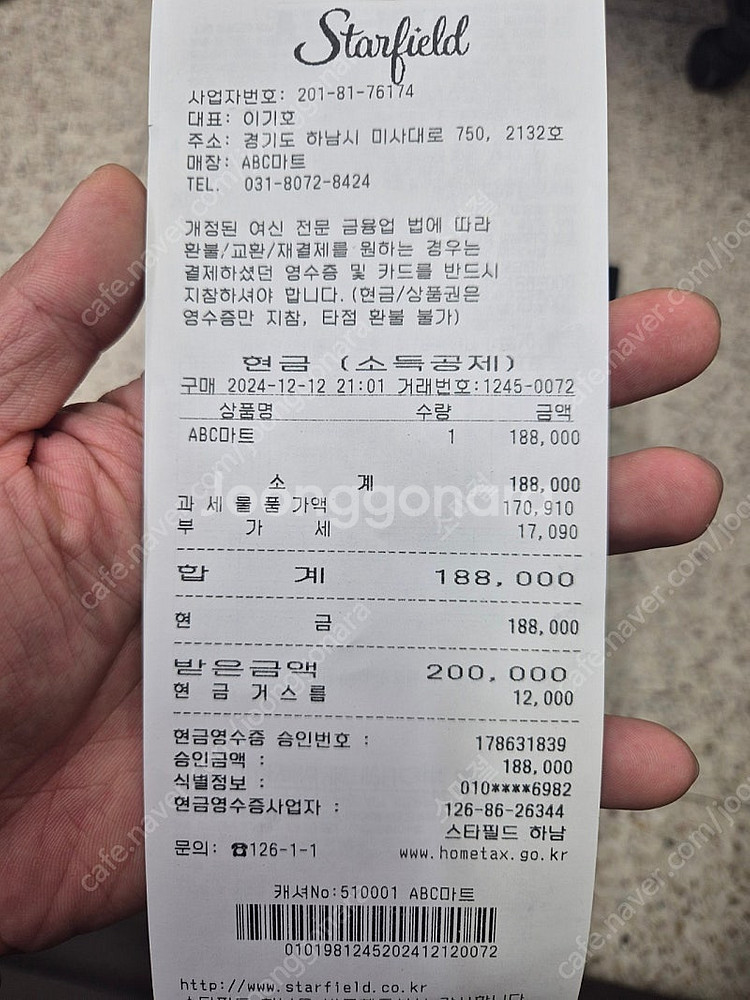 Starfield
사업자번호: 201-81-76174
대표: 이기호
주소: 경기도 하남시 미사대로 750, 2132호
매장: ABC마트
TEL. 031-8072-8424
개정된 여신 전문 금융업 법에 따라
환불/교환/재결제를 원하는 경우는
결제하셨던 영수증 및 카드를 반드시
지참하셔야 합니다.(현금/상품권은
영수증만 지참, 타점 환불 불가)
현금 (소득공제)
구매 2024-12-12 21:01 거래번호:1245-0072
상품명 수량 금액
ABC마트 1 188,000
소 계 188,000
과 세 물 품 가액 170,910
부 가 세 17,090
합 계 188,000
현 금 188,000
받은금액 200,000
현 금 거 스 름 12,000
현금영수증 승인번호 : 178631839
승인금액 : 188,000
식별정보 : 010****6982
현금영수증사업자 : 126-86-26344
스타필드 하남
문의: ☎126-1-1 www.hometax.go.kr
캐셔No:510001 ABC마트
0101981245202412120072
http://www.starfield.co.kr
Joonggonara
cafe.naver.com/joonggonara